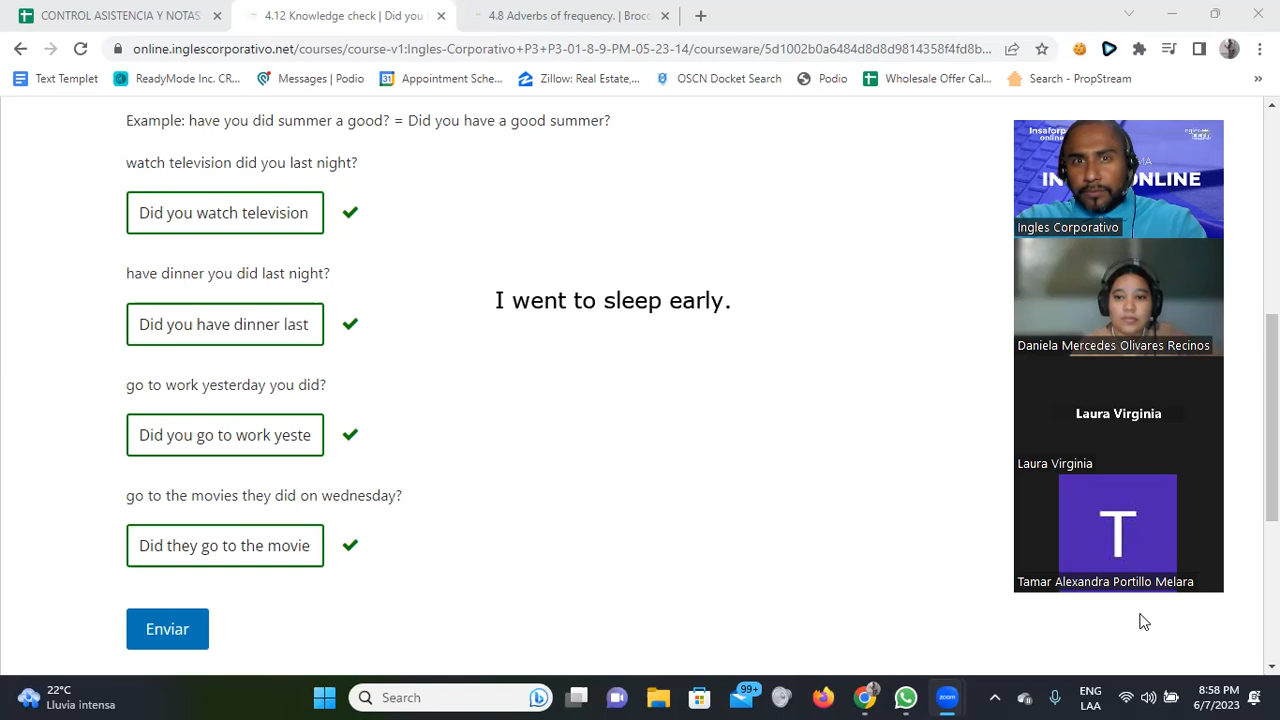 CONTROL ASISTENCIA Y NOTAS
4.12 Knowledge check | Did you
4.8 Adverbs of frequency. | Broc
online.inglescorporativo.net/courses/course-v1:Ingles-Corporativo+P3+P3-01-8-9-PM-05-23-14/courseware/5d1002b0a6484d8d8d9814358f4fd8b...
Text Templet
ReadyMode Inc. CR...
Messages | Podio
31
Appointment Sche...
Zillow: Real Estate,...
OSCN Docket Search
Podio
Wholesale Offer Cal...
Search - PropStream
»
Example: have you did summer a good? = Did you have a good summer?
watch television did you last night?
Did you watch television
have dinner you did last night?
Did you have dinner last
I went to sleep early.
go to work yesterday you did?
Did you go to work yeste
go to the movies they did on wednesday?
Did they go to the movie
Enviar
Insafor
online
ONLINE
Ingles Corporativo
Daniela Mercedes Olivares Recinos
Laura Virginia
Laura Virginia
T
Tamar Alexandra Portillo Melara
22°C
Lluvia intensa
Search
99+
zoom
ENG
LAA
8:58 PM
6/7/2023